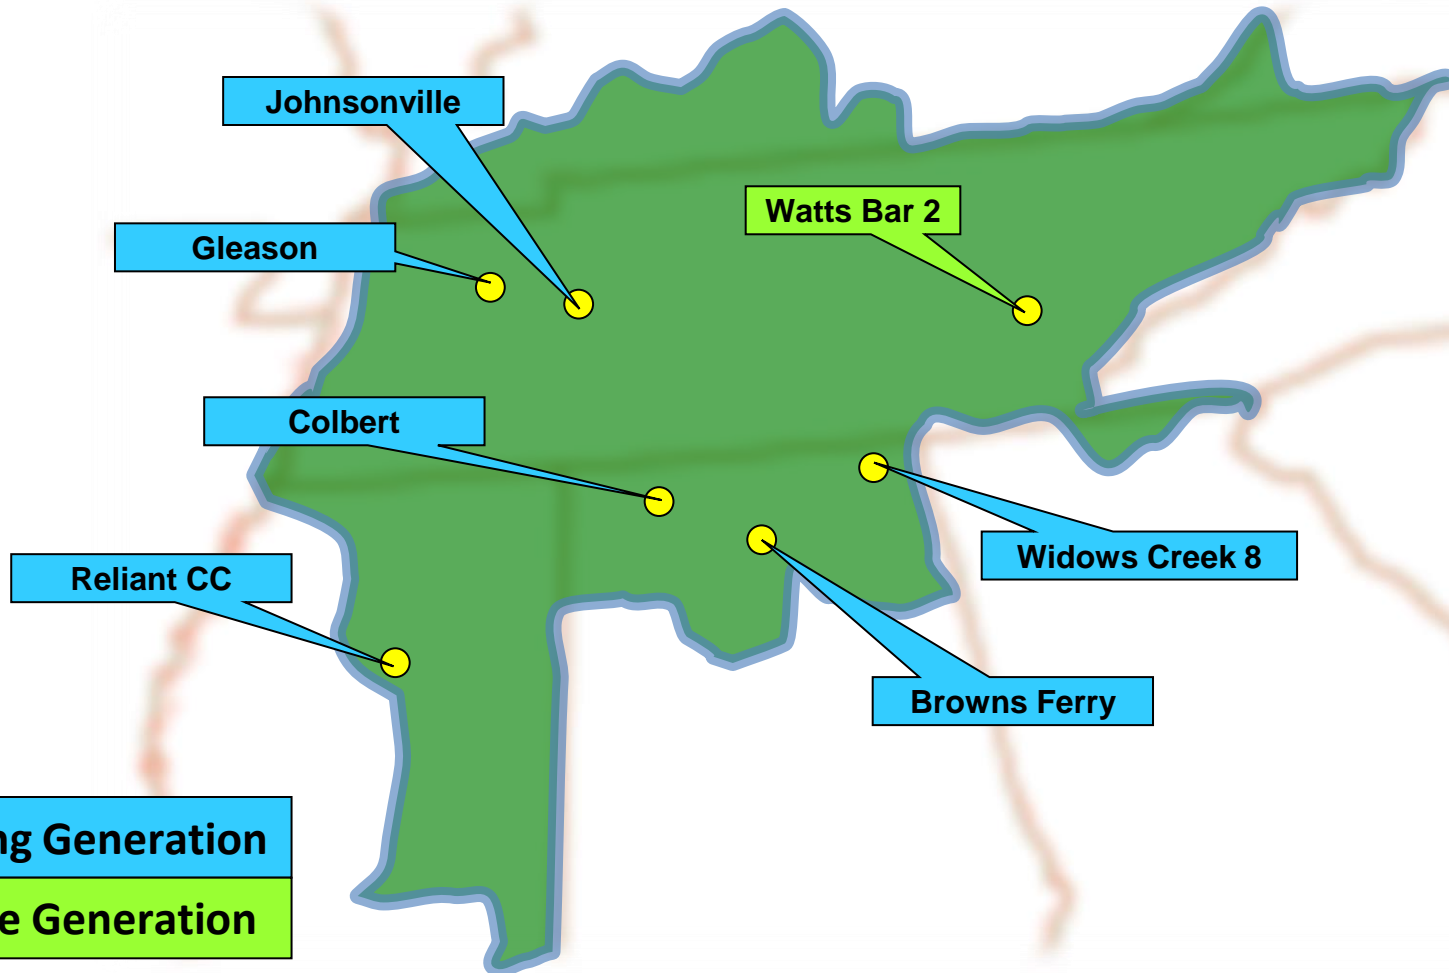 Johnsonville
Watts Bar 2
Gleason
Colbert
Widows Creek 8
Reliant CC
Browns Ferry
Generation
Generation